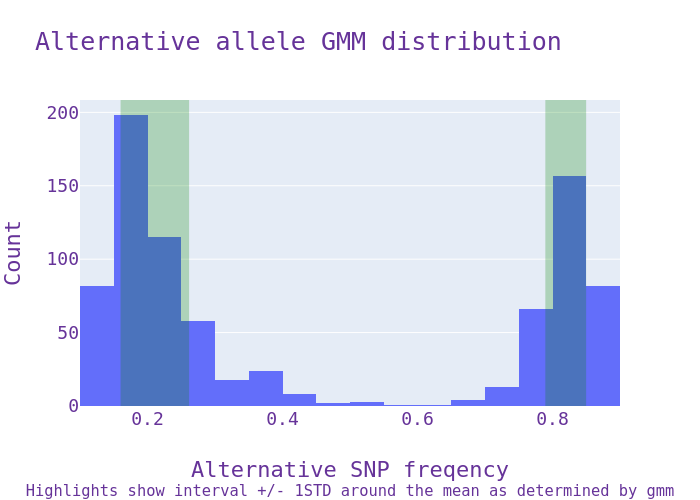 Alternative allele GMM distribution
200
150
100
50
0
Count
0.2
0.4
0.6
0.8
Alternative SNP freqency
Highlights show interval +/- 1STD around the mean as determined by gmm